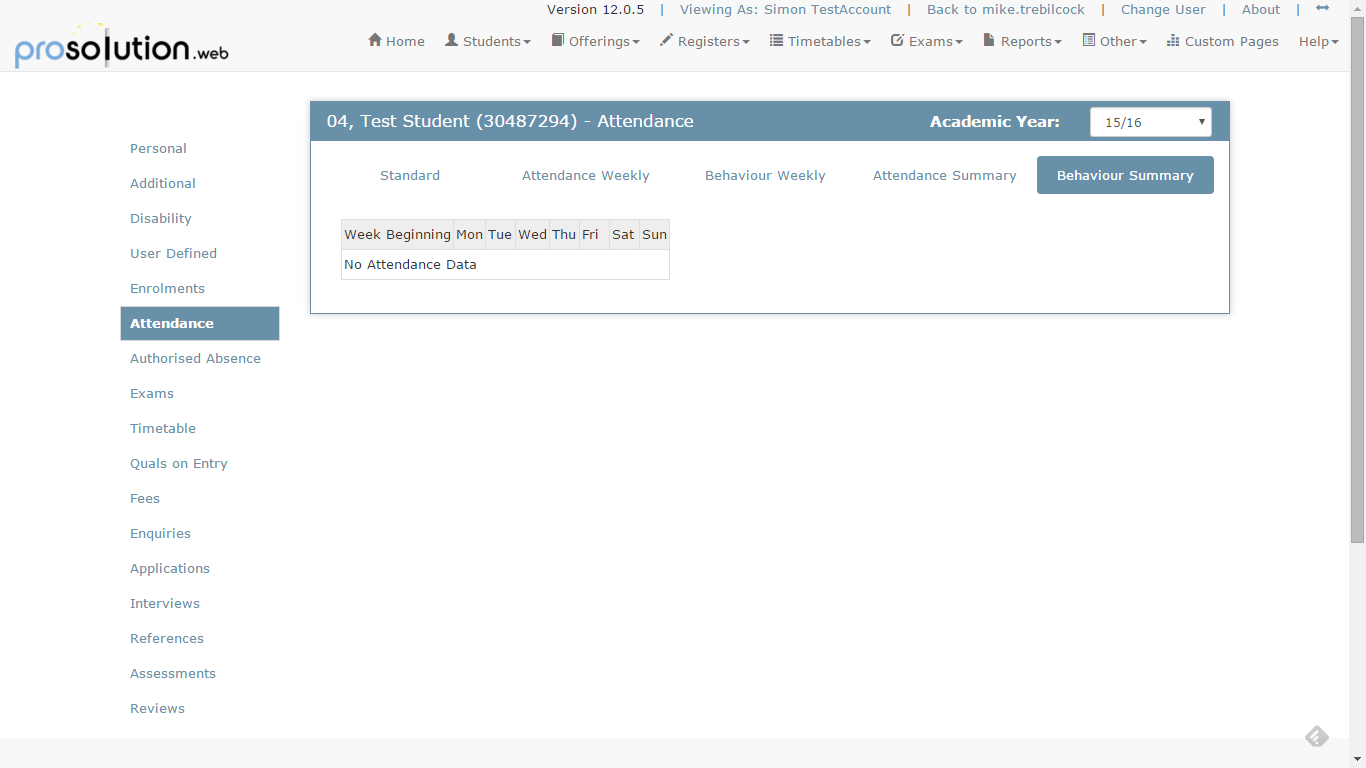 Version 12.0.5 | Viewing As: Simon TestAccount | Back to mike.trebilcock | Change User | About |
prosolution.web
Home Students Offerings Registers Timetables Exams Reports Other Custom Pages Help
04, Test Student (30487294) - Attendance Academic Year: 15/16
Standard Attendance Weekly Behaviour Weekly Attendance Summary Behaviour Summary
Week Beginning Mon Tue Wed Thu Fri Sat Sun
No Attendance Data
Personal
Additional
Disability
User Defined
Enrolments
Attendance
Authorised Absence
Exams
Timetable
Quals on Entry
Fees
Enquiries
Applications
Interviews
References
Assessments
Reviews